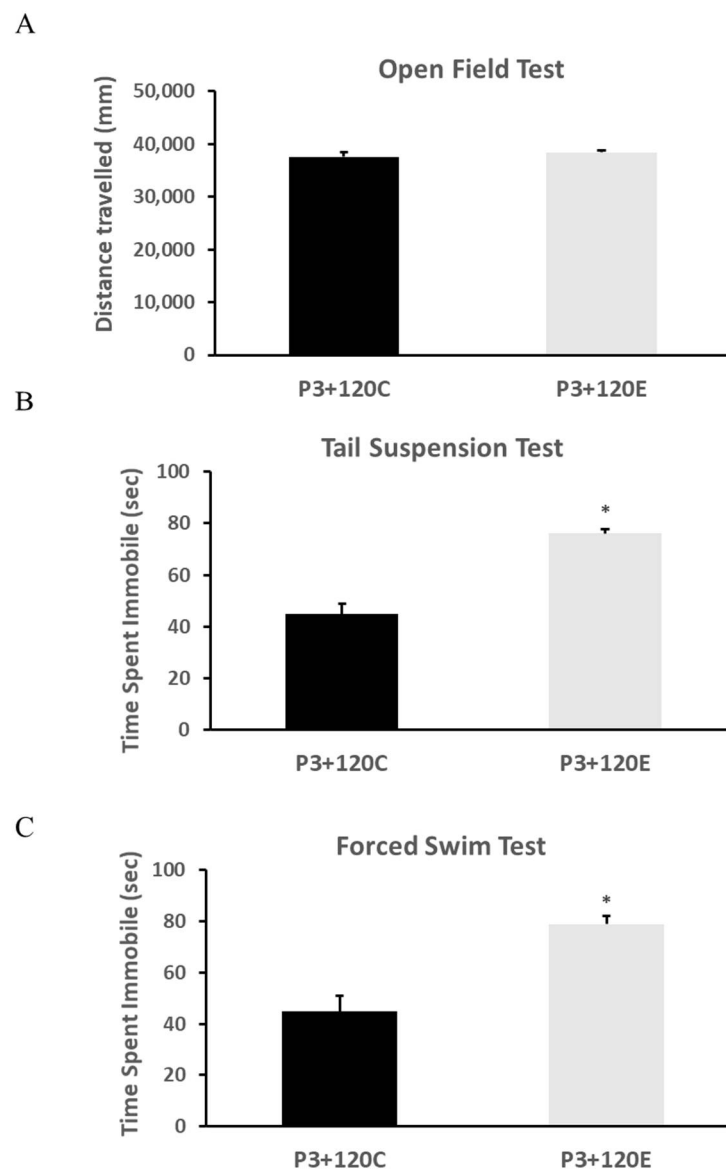 A
Open Field Test
Distance travelled (mm)
50,000
40,000
30,000
20,000
10,000
0
P3+120C P3+120E
B
Tail Suspension Test
Time Spent Immobile (sec)
100
80
60
40
20
0
*
P3+120C P3+120E
C
Forced Swim Test
Time Spent Immobile (sec)
100
80
60
40
20
0
*
P3+120C P3+120E